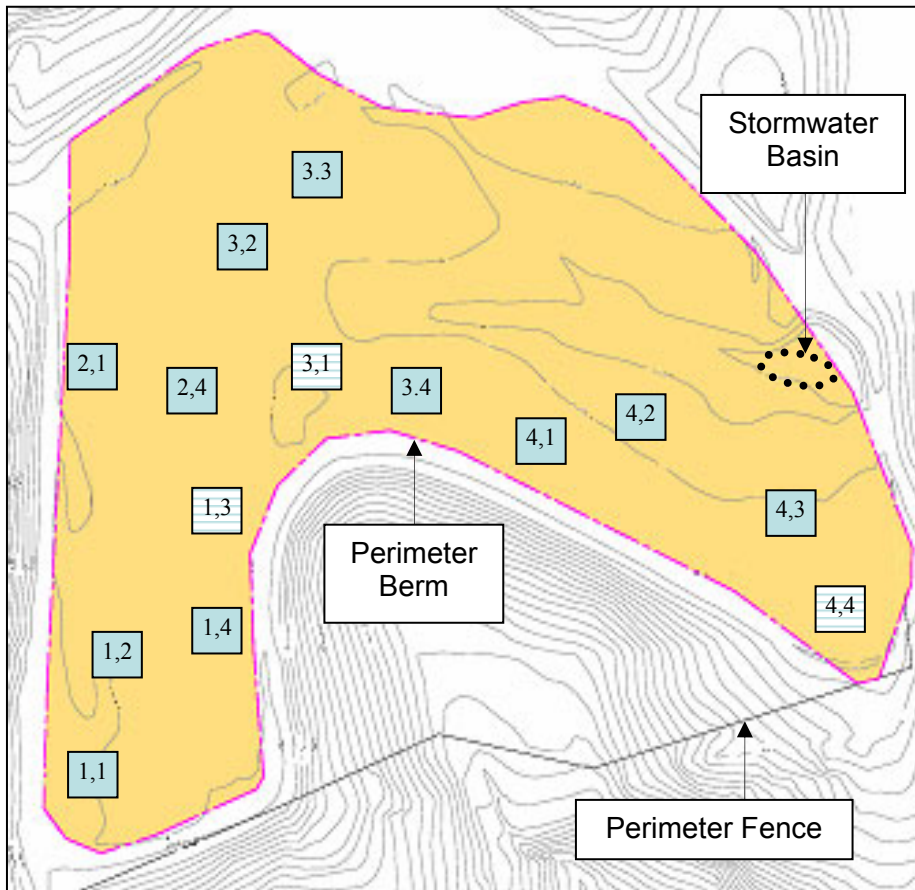 Stormwater
Basin
3.3
3,2
2,1
2,4
3,1
3.4
4,1
4,2
1,3
4,3
Perimeter
Berm
4,4
1,4
1,2
1,1
Perimeter Fence